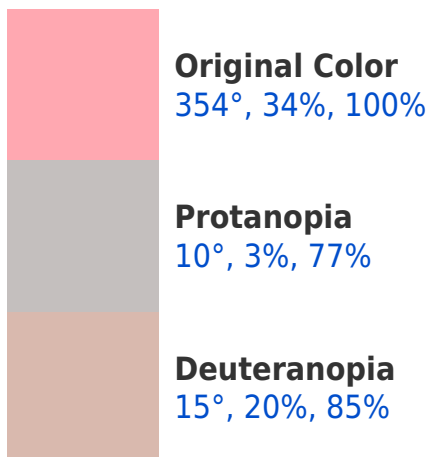 Original Color
354°, 34%, 100%
Protanopia
10°, 3%, 77%
Deuteranopia
15°, 20%, 85%